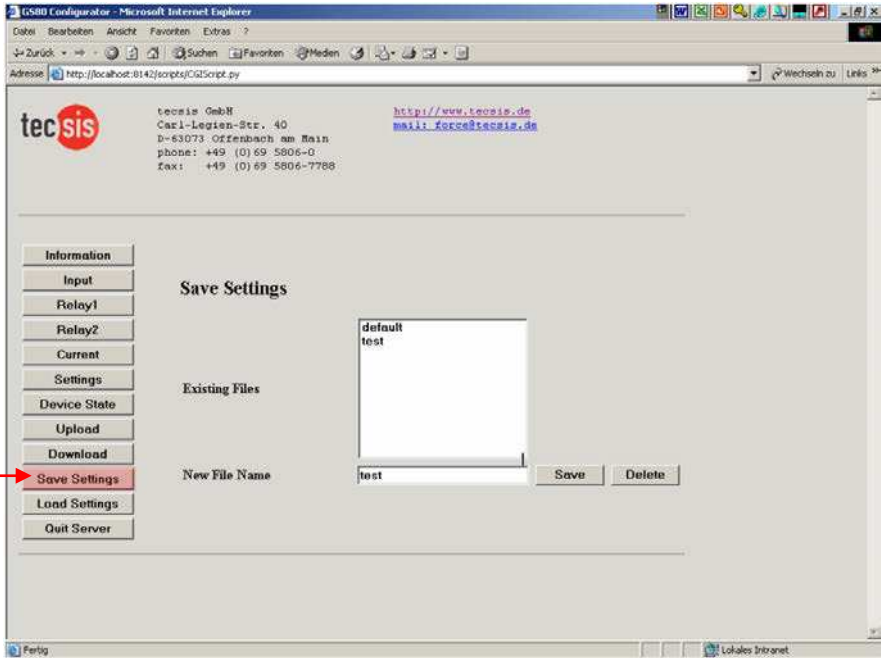 GS80 Configurator - Microsoft Internet Explorer
Datei Bearbeiten Ansicht Favoriten Extras ?
Zurück Suchen Favoriten Medien
Adresse http://localhost:8142/scripts/CGIScript.py Wechseln zu Links »
tecsis
tecsis GmbH
Carl-Legien-Str. 40
D-63073 Offenbach am Main
phone: +49 (0)69 5806-0
fax: +49 (0)69 5806-7788
http://www.tecsis.de
mail: force@tecsis.de
Information
Input
Relay1
Relay2
Current
Settings
Device State
Upload
Download
Save Settings
Load Settings
Quit Server
Save Settings
Existing Files
default
test
New File Name
test
Save
Delete
Fertig
Lokales Intranet